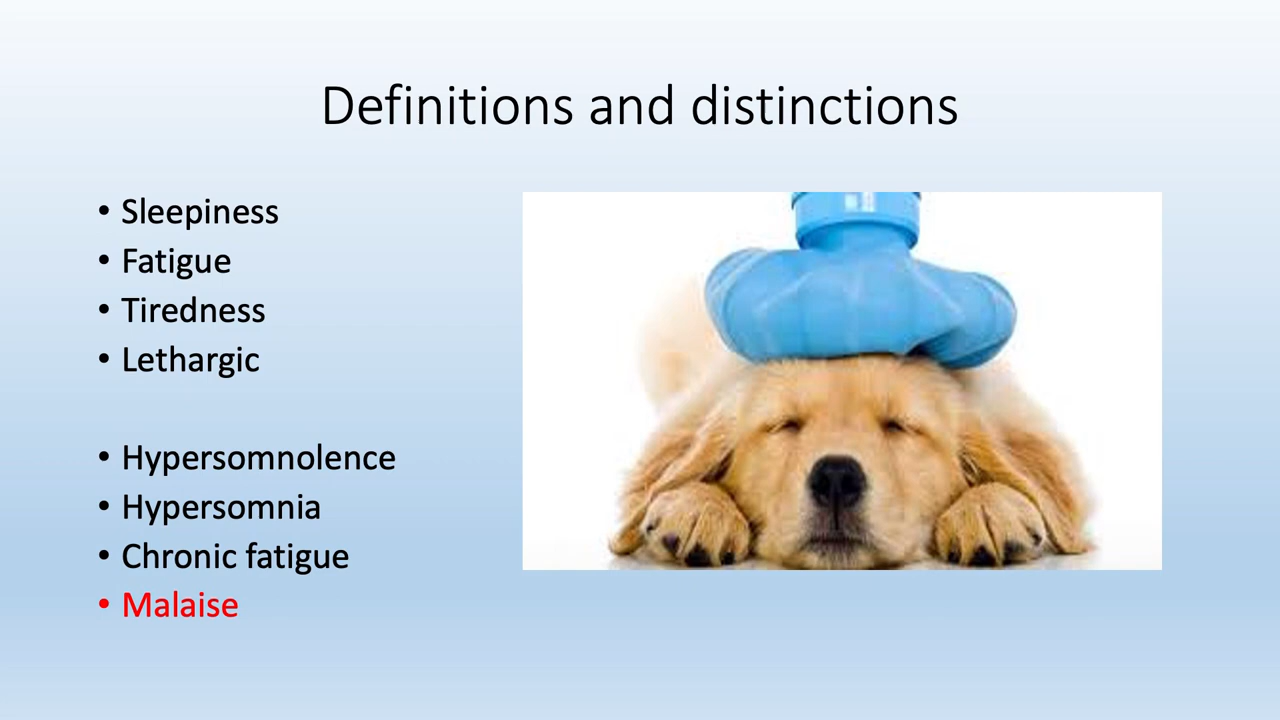 Definitions and distinctions
• Sleepiness
• Fatigue
• Tiredness
• Lethargic
• Hypersomnolence
• Hypersomnia
• Chronic fatigue
• Malaise